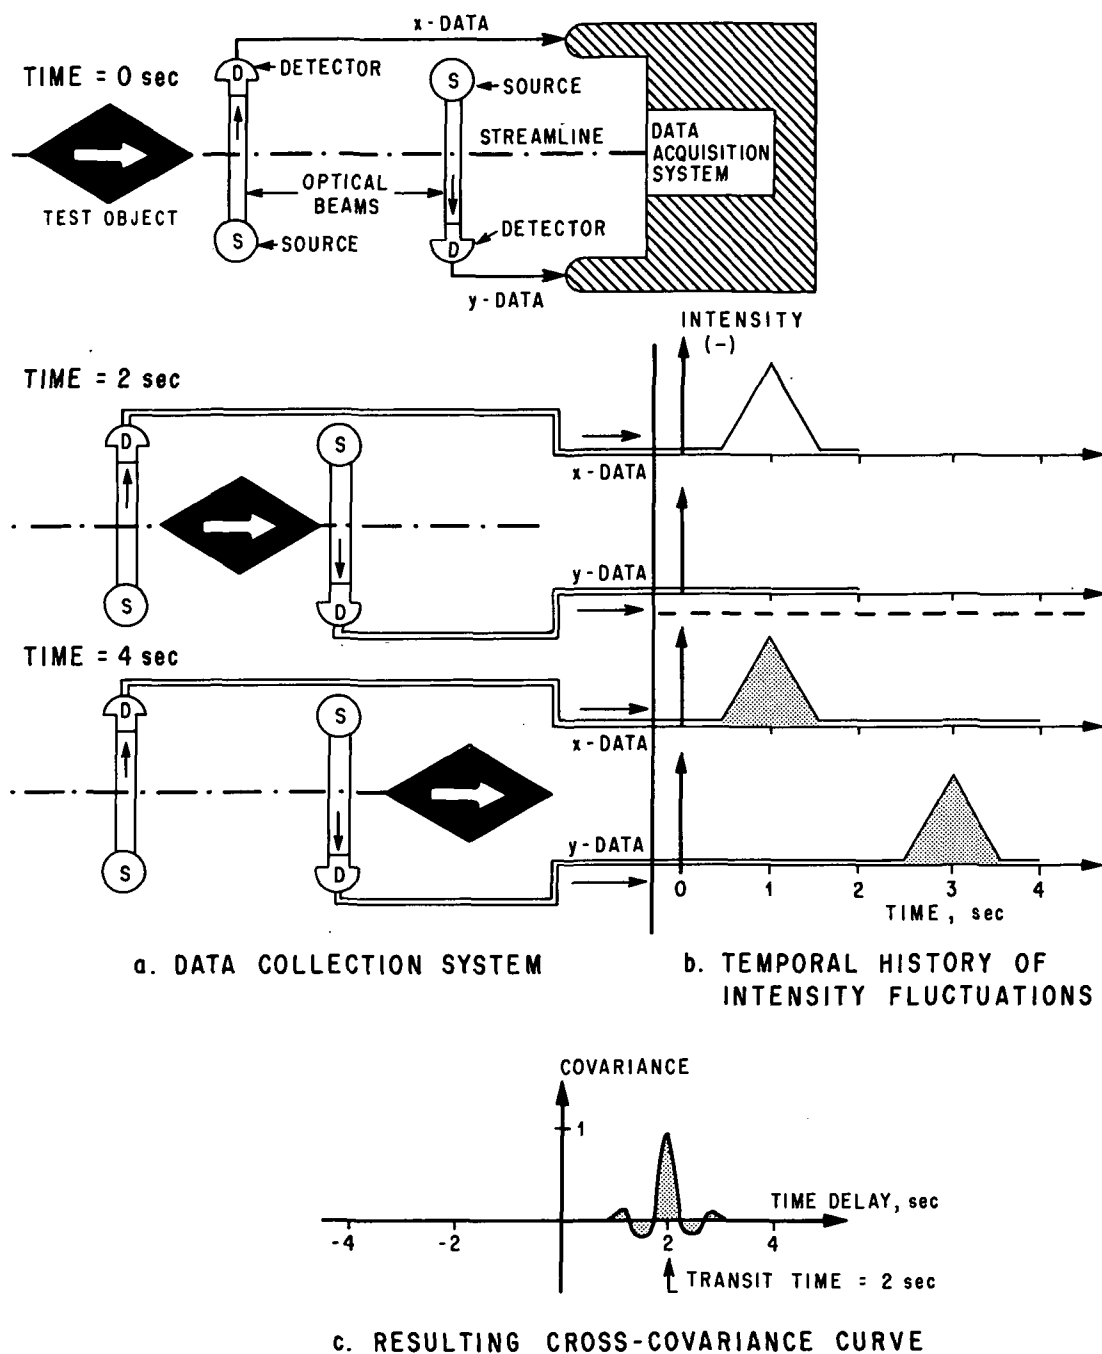 x-DATA
TIME = 0 sec
D
DETECTOR
S
SOURCE
STREAMLINE
DATA
ACQUISITION
SYSTEM
OPTICAL
BEAMS
TEST OBJECT
S
SOURCE
DETECTOR
D
y-DATA
INTENSITY
(-)
TIME = 2 sec
D
S
x-DATA
y-DATA
S
D
TIME = 4 sec
D
S
x-DATA
y-DATA
S
D
0 1 2 3 4
TIME, sec
a. DATA COLLECTION SYSTEM
b. TEMPORAL HISTORY OF
INTENSITY FLUCTUATIONS
COVARIANCE
1
TIME DELAY, sec
-4 -2 2 4
TRANSIT TIME = 2 sec
c. RESULTING CROSS-COVARIANCE CURVE